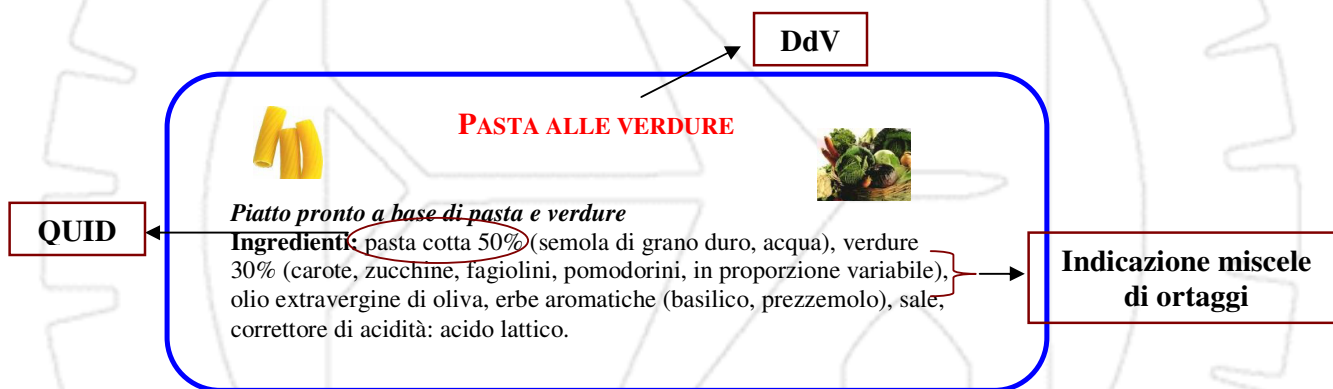 DdV
PASTA ALLE VERDURE
Piatto pronto a base di pasta e verdure
QUID
Ingredienti: pasta cotta 50% (semola di grano duro, acqua), verdure
30% (carote, zucchine, fagiolini, pomodorini, in proporzione variabile),
olio extravergine di oliva, erbe aromatiche (basilico, prezzemolo), sale,
correttore di acidità: acido lattico.
Indicazione miscele
di ortaggi